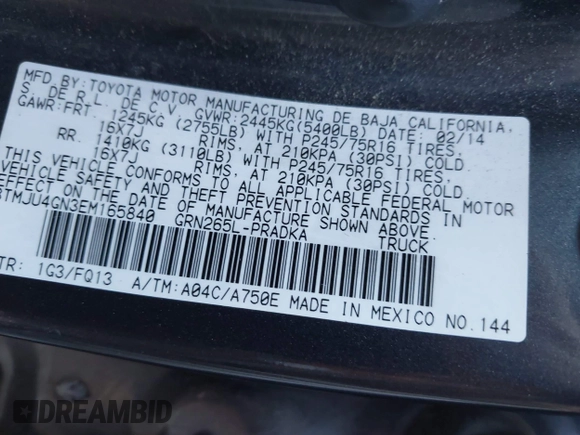 MFD.BY:TOYOTA MOTOR MANUFACTURING DE BAJA CALIFORNIA,
S. DE R.L. DE C.V. GVWR:2445KG(5400LB) DATE: 02/14
GAWR:FRT. 1245KG (2755LB) WITH P245/75R16 TIRES,
16X7J RIMS, AT 210KPA (30PSI) COLD.
RR. 1410KG (3110LB) WITH P245/75R16 TIRES,
16X7J RIMS, AT 210KPA (30PSI) COLD.
THIS VEHICLE CONFORMS TO ALL APPLICABLE FEDERAL MOTOR
VEHICLE SAFETY AND THEFT PREVENTION STANDARDS IN
EFFECT ON THE DATE OF MANUFACTURE SHOWN ABOVE.
TMJU4GN3EM165840 GRN265L-PRADKA TRUCK
TR: 1G3/FQ13 A/TM:A04C/A750E MADE IN MEXICO NO.144
DREAMBID